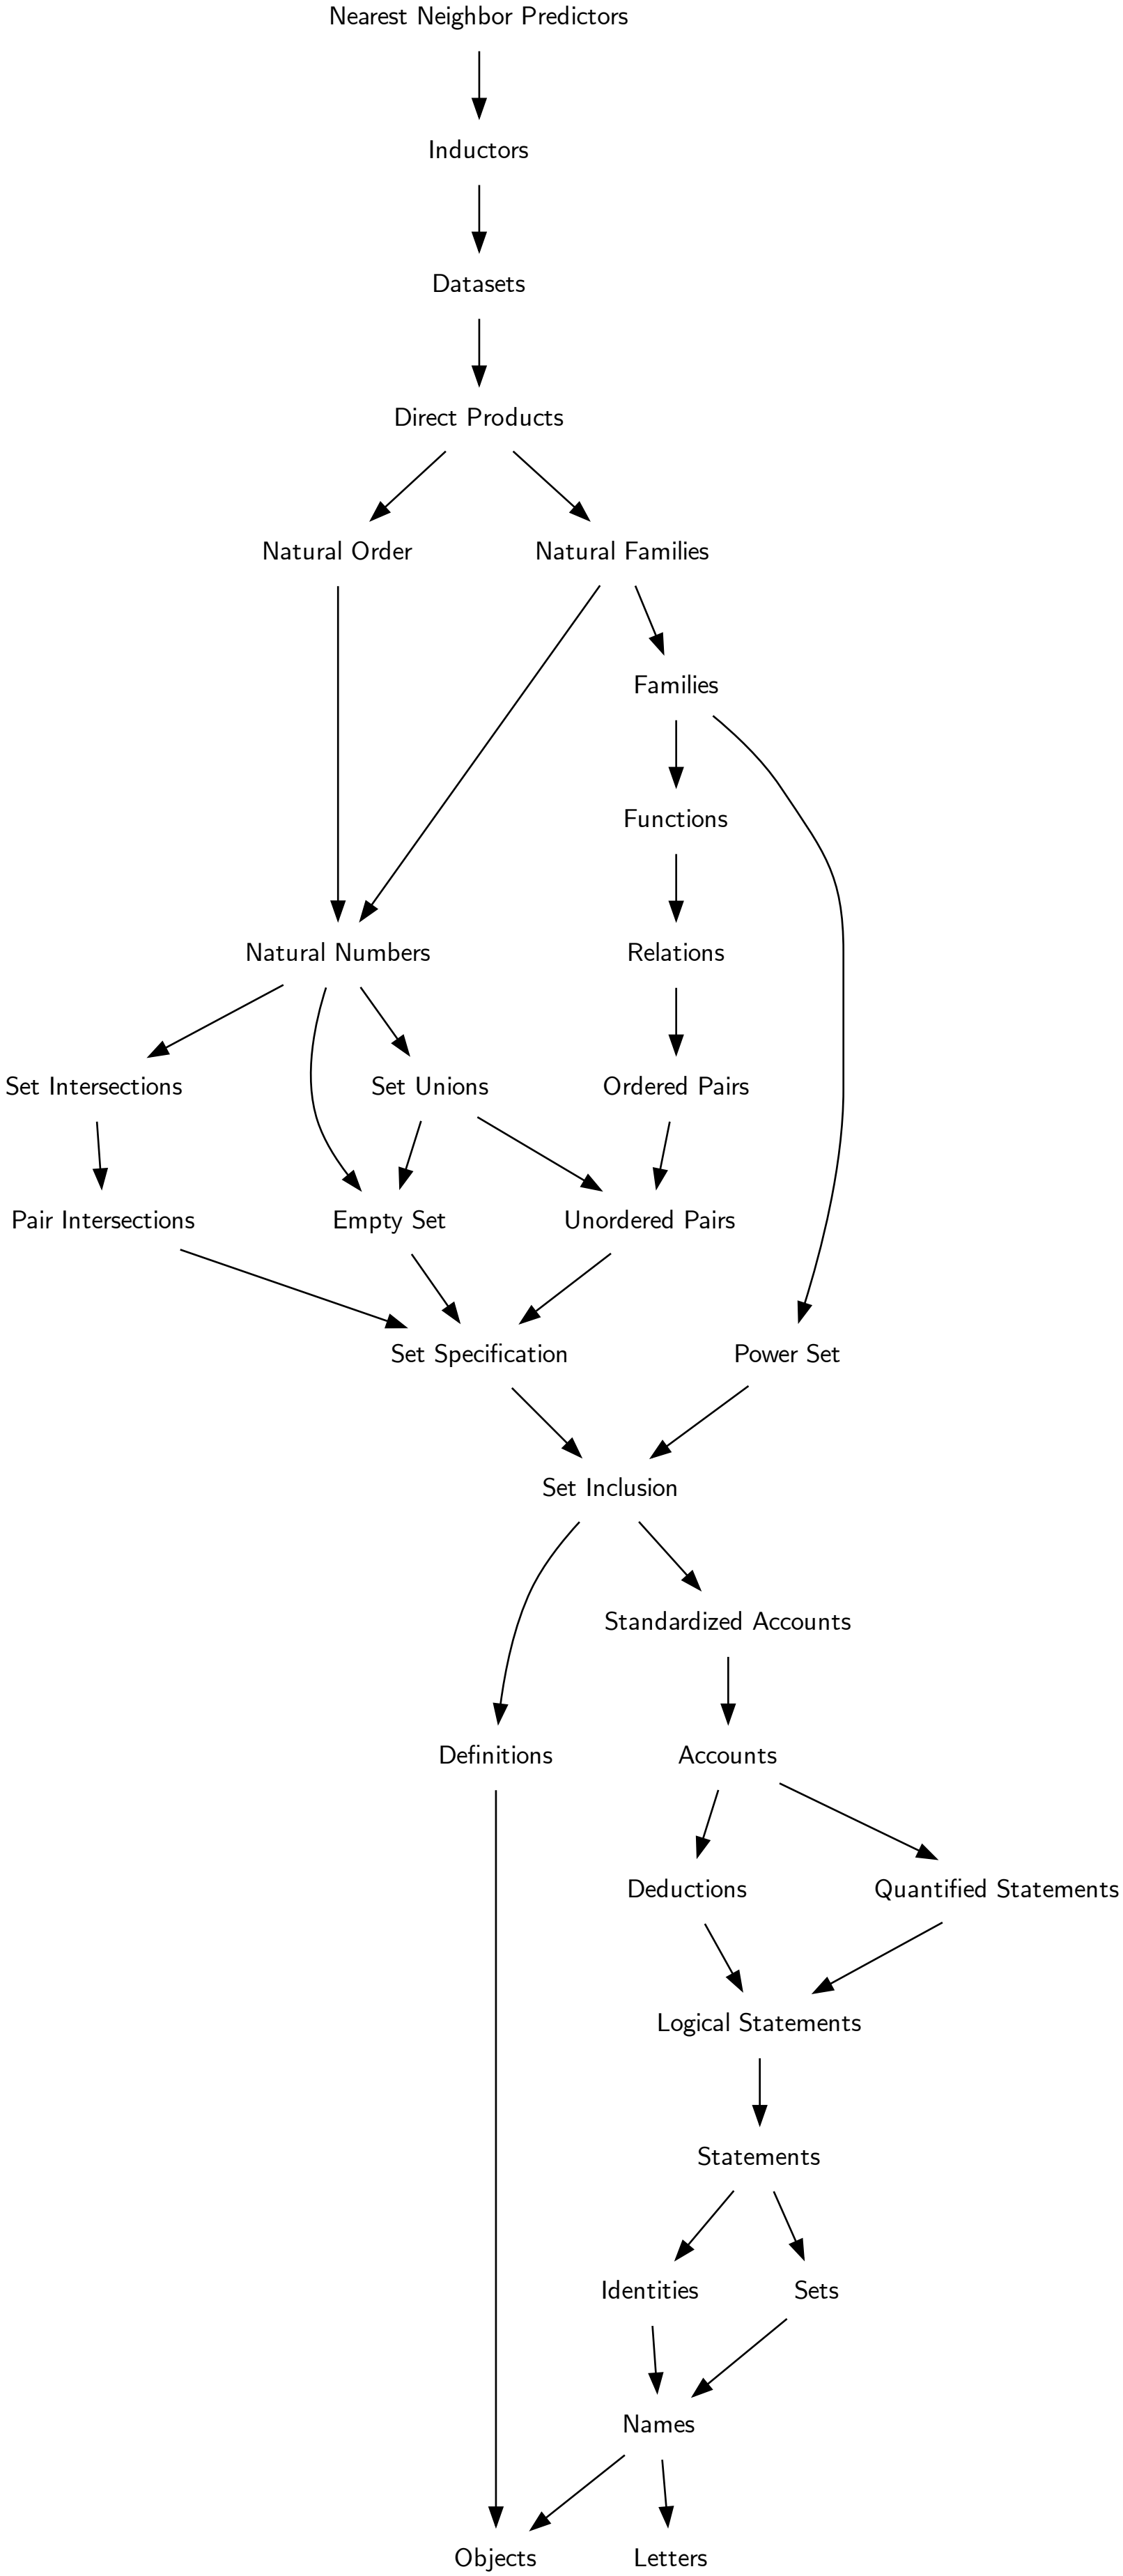 Nearest Neighbor Predictors
Inductors
Datasets
Direct Products
Natural Order
Natural Families
Families
Functions
Natural Numbers
Relations
Set Intersections
Set Unions
Ordered Pairs
Pair Intersections
Empty Set
Unordered Pairs
Set Specification
Power Set
Set Inclusion
Standardized Accounts
Definitions
Accounts
Deductions
Quantified Statements
Logical Statements
Statements
Identities
Sets
Names
Objects
Letters